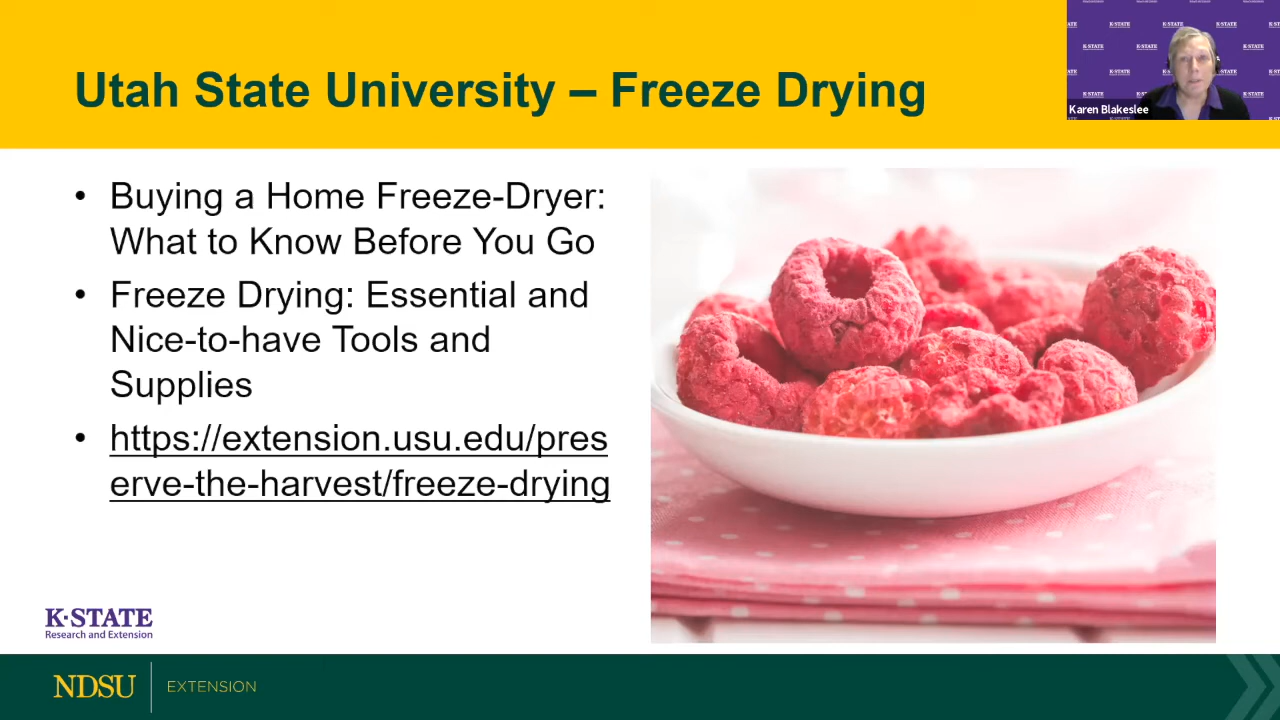 Utah State University – Freeze Drying
Karen Blakeslee
• Buying a Home Freeze-Dryer:
What to Know Before You Go
• Freeze Drying: Essential and
Nice-to-have Tools and
Supplies
• https://extension.usu.edu/pres
erve-the-harvest/freeze-drying
K-STATE
Research and Extension
NDSU EXTENSION